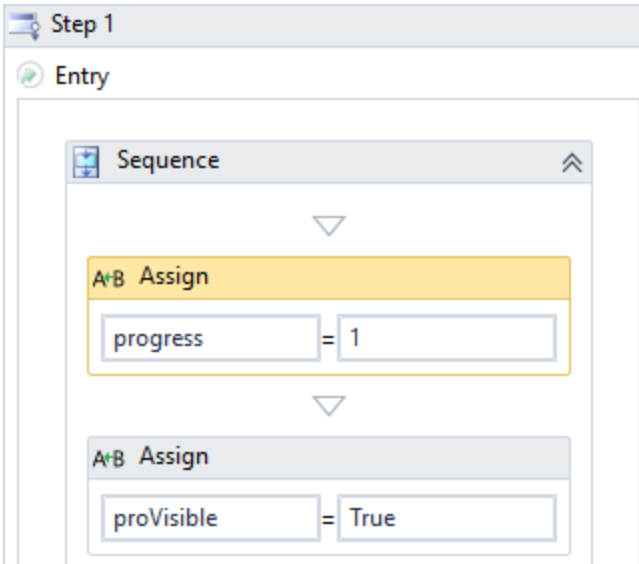 Step 1
Entry
Sequence
A+B Assign
progress = 1
A+B Assign
proVisible = True